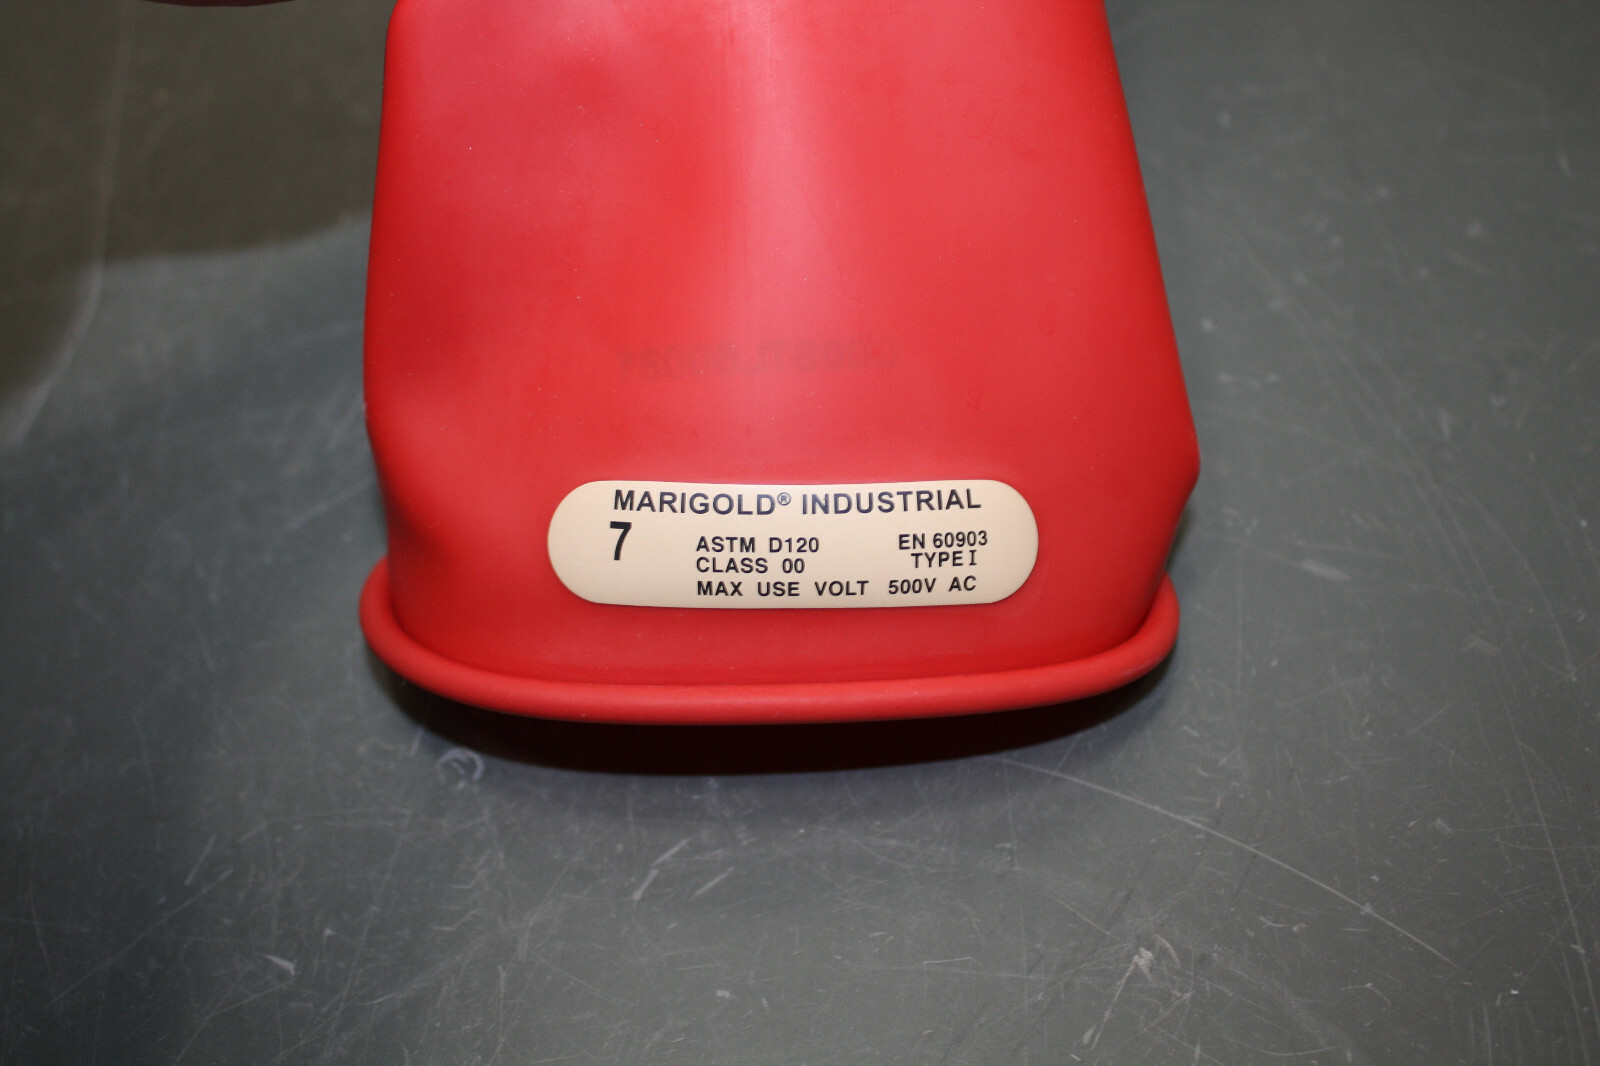 MARIGOLD® INDUSTRIAL
7
ASTM D120 EN 60903
CLASS 00 TYPE I
MAX USE VOLT 500V AC